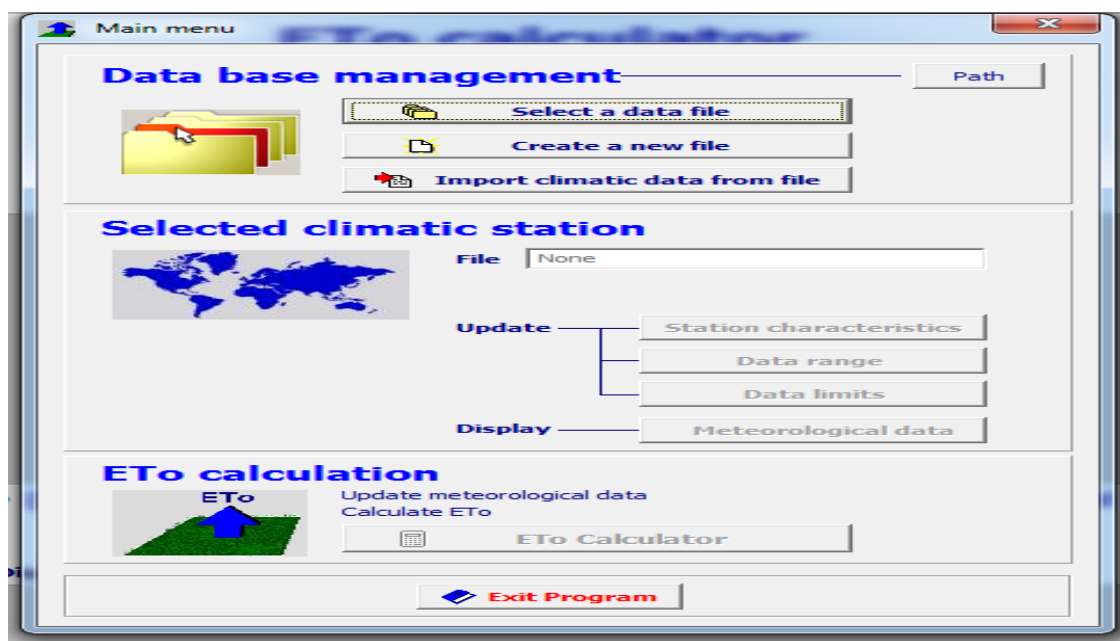 Main menu
ETo calculator
Data base management
Path
Select a data file
Create a new file
Import climatic data from file
Selected climatic station
File None
Update Station characteristics
Data range
Data limits
Display Meteorological data
ETo calculation
ETo
Update meteorological data
Calculate ETo
ETo Calculator
Exit Program